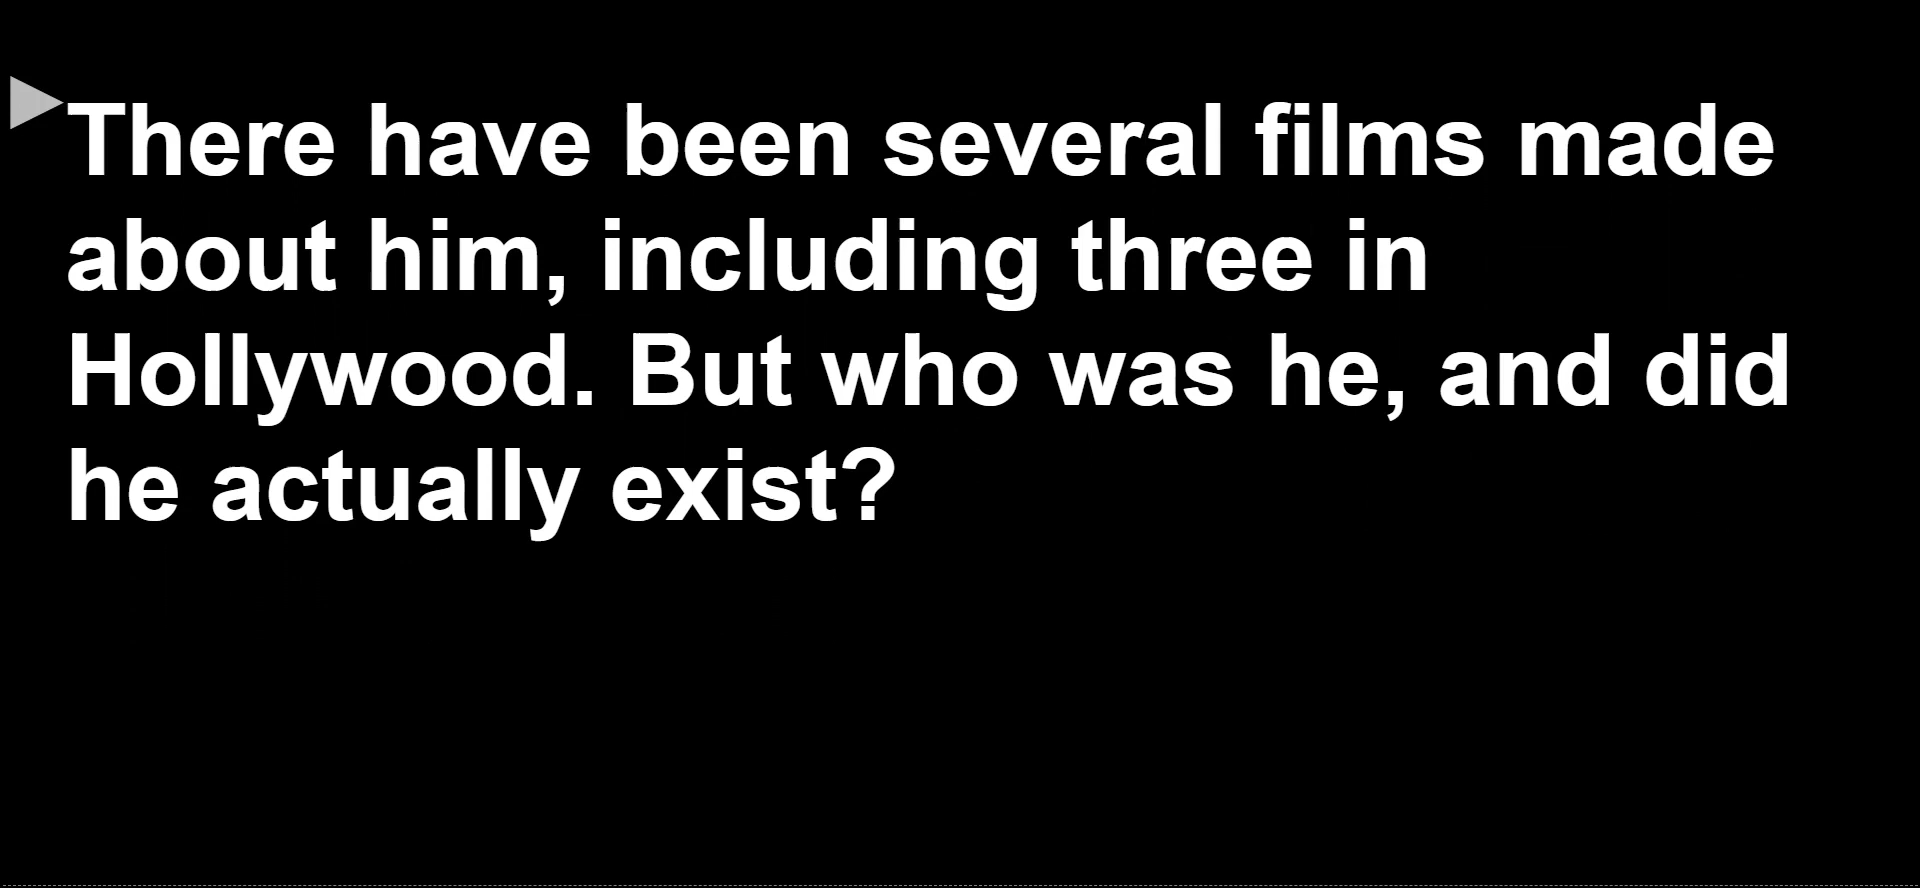 There have been several films made
about him, including three in
Hollywood. But who was he, and did
he actually exist?